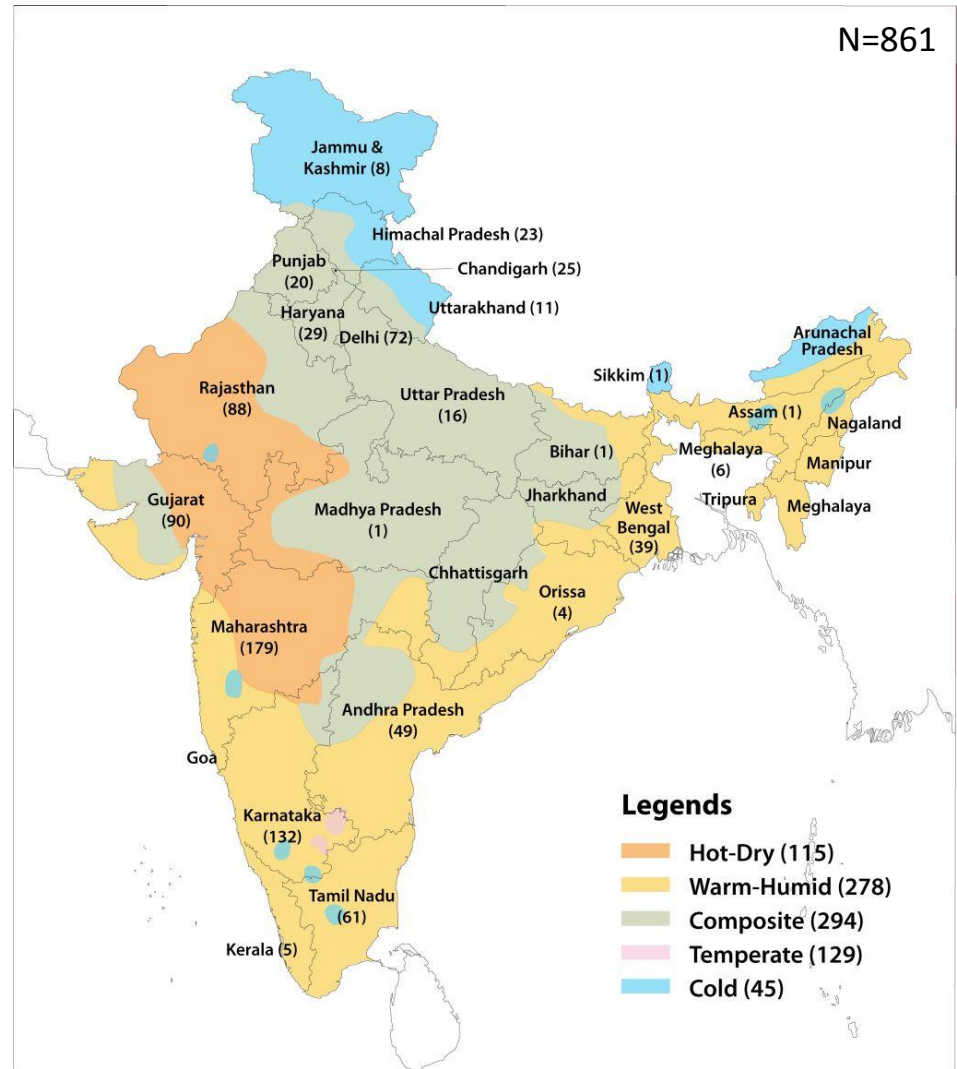 N=861
Jammu &
Kashmir (8)
Himachal Pradesh (23)
Punjab
(20)
Chandigarh (25)
Uttarakhand (11)
Haryana
(29)
Delhi (72)
Arunachal
Pradesh
Sikkim (1)
Rajasthan
(88)
Uttar Pradesh
(16)
Assam (1)
Nagaland
Bihar (1)
Meghalaya
(6)
Manipur
Jharkhand
Tripura
Meghalaya
Gujarat
(90)
Madhya Pradesh
(1)
West
Bengal
(39)
Chhattisgarh
Orissa
(4)
Maharashtra
(179)
Andhra Pradesh
(49)
Goa
Karnataka
(132)
Tamil Nadu
(61)
Kerala (5)
Legends
Hot-Dry (115)
Warm-Humid (278)
Composite (294)
Temperate (129)
Cold (45)